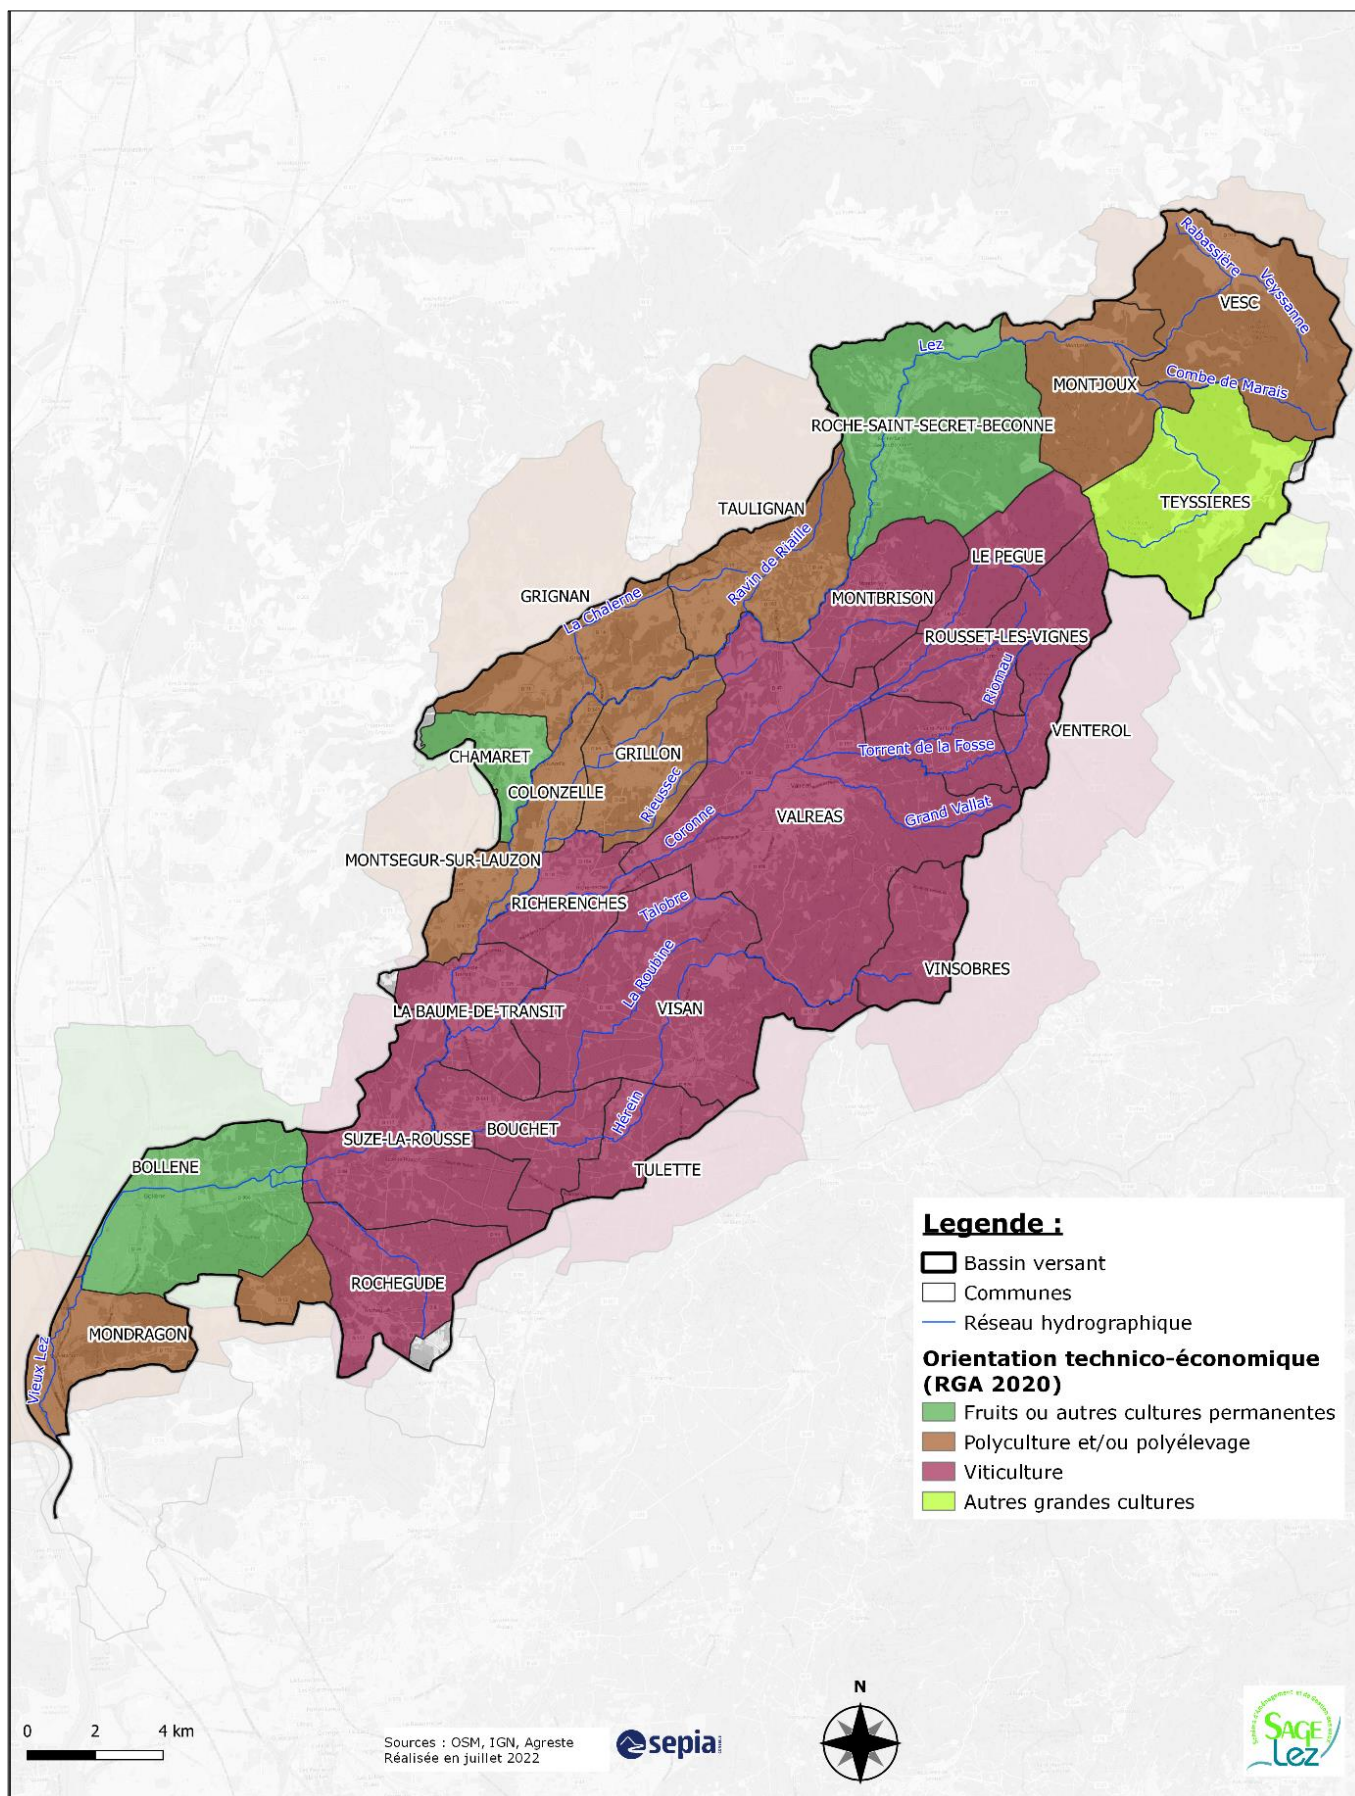 Rabassière
Veyssanne
VESC
Lez
Combe de Marais
MONTJOUX
ROCHE-SAINT-SECRET-BECONNE
TEYSSIERES
TAULIGNAN
Ravin de Riaille
LE PEGUE
GRIGNAN
La Chalerne
MONTBRISON
ROUSSET-LES-VIGNES
Riomau
VENTEROL
CHAMARET
GRILLON
Torrent de la Fosse
COLONZELLE
Rieussec
Coronne
VALREAS
Grand Vallat
MONTSEGUR-SUR-LAUZON
RICHERENCHES
Talobre
La Roubine
VINSOBRES
LA BAUME-DE-TRANSIT
VISAN
Hérein
BOUCHET
SUZE-LA-ROUSSE
BOLLENE
TULETTE
ROCHEGUDE
MONDRAGON
Vieux Lez
Legende :
Bassin versant
Communes
Réseau hydrographique
Orientation technico-économique
(RGA 2020)
Fruits ou autres cultures permanentes
Polyculture et/ou polyélevage
Viticulture
Autres grandes cultures
0 2 4 km
Sources : OSM, IGN, Agreste
Réalisée en juillet 2022
sepia
N
SAGE
Lez